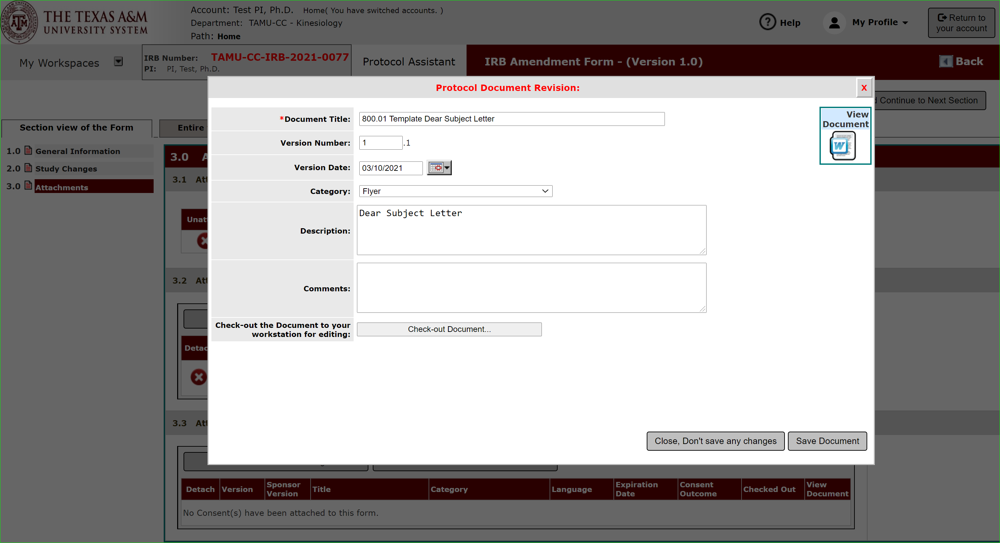 THE TEXAS A&M
UNIVERSITY SYSTEM
Account: Test PI, Ph.D. Home( You have switched accounts. )
Department: TAMU-CC - Kinesiology
Path: Home
Help
My Profile
Return to
your account
My Workspaces
IRB Number: TAMU-CC-IRB-2021-0077
PI: PI, Test, Ph.D.
Protocol Assistant
IRB Amendment Form - (Version 1.0)
Back
Continue to Next Section
Section view of the Form
Entire
1.0 General Information
2.0 Study Changes
3.0 Attachments
3.0
3.1
3.2
3.3
Protocol Document Revision:
X
*Document Title: 800.01 Template Dear Subject Letter
Version Number: 1 .1
Version Date: 03/10/2021
Category: Flyer
Description: Dear Subject Letter
Comments:
Check-out the Document to your
workstation for editing:
Check-out Document...
View
Document
W
Close, Don't save any changes
Save Document
Detach Version Sponsor Version Title Category Language Expiration Date Consent Outcome Checked Out View Document
No Consent(s) have been attached to this form.